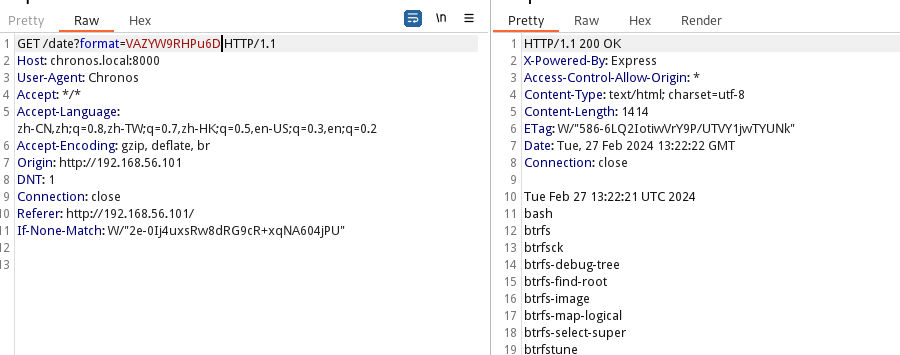 Pretty Raw Hex \n ≡
1 GET /date?format=VAZYW9RHPu6D HTTP/1.1
2 Host: chronos.local:8000
3 User-Agent: Chronos
4 Accept: */*
5 Accept-Language:
zh-CN,zh;q=0.8,zh-TW;q=0.7,zh-HK;q=0.5,en-US;q=0.3,en;q=0.2
6 Accept-Encoding: gzip, deflate, br
7 Origin: http://192.168.56.101
8 DNT: 1
9 Connection: close
10 Referer: http://192.168.56.101/
11 If-None-Match: W/"2e-0Ij4uxsRw8dRG9cR+xqNA604jPU"
12
13
Pretty Raw Hex Render
1 HTTP/1.1 200 OK
2 X-Powered-By: Express
3 Access-Control-Allow-Origin: *
4 Content-Type: text/html; charset=utf-8
5 Content-Length: 1414
6 ETag: W/"586-6LQ2IotiwVrY9P/UTVY1jwTYUNk"
7 Date: Tue, 27 Feb 2024 13:22:22 GMT
8 Connection: close
9
10 Tue Feb 27 13:22:21 UTC 2024
11 bash
12 btrfs
13 btrfsck
14 btrfs-debug-tree
15 btrfs-find-root
16 btrfs-image
17 btrfs-map-logical
18 btrfs-select-super
19 btrfstune